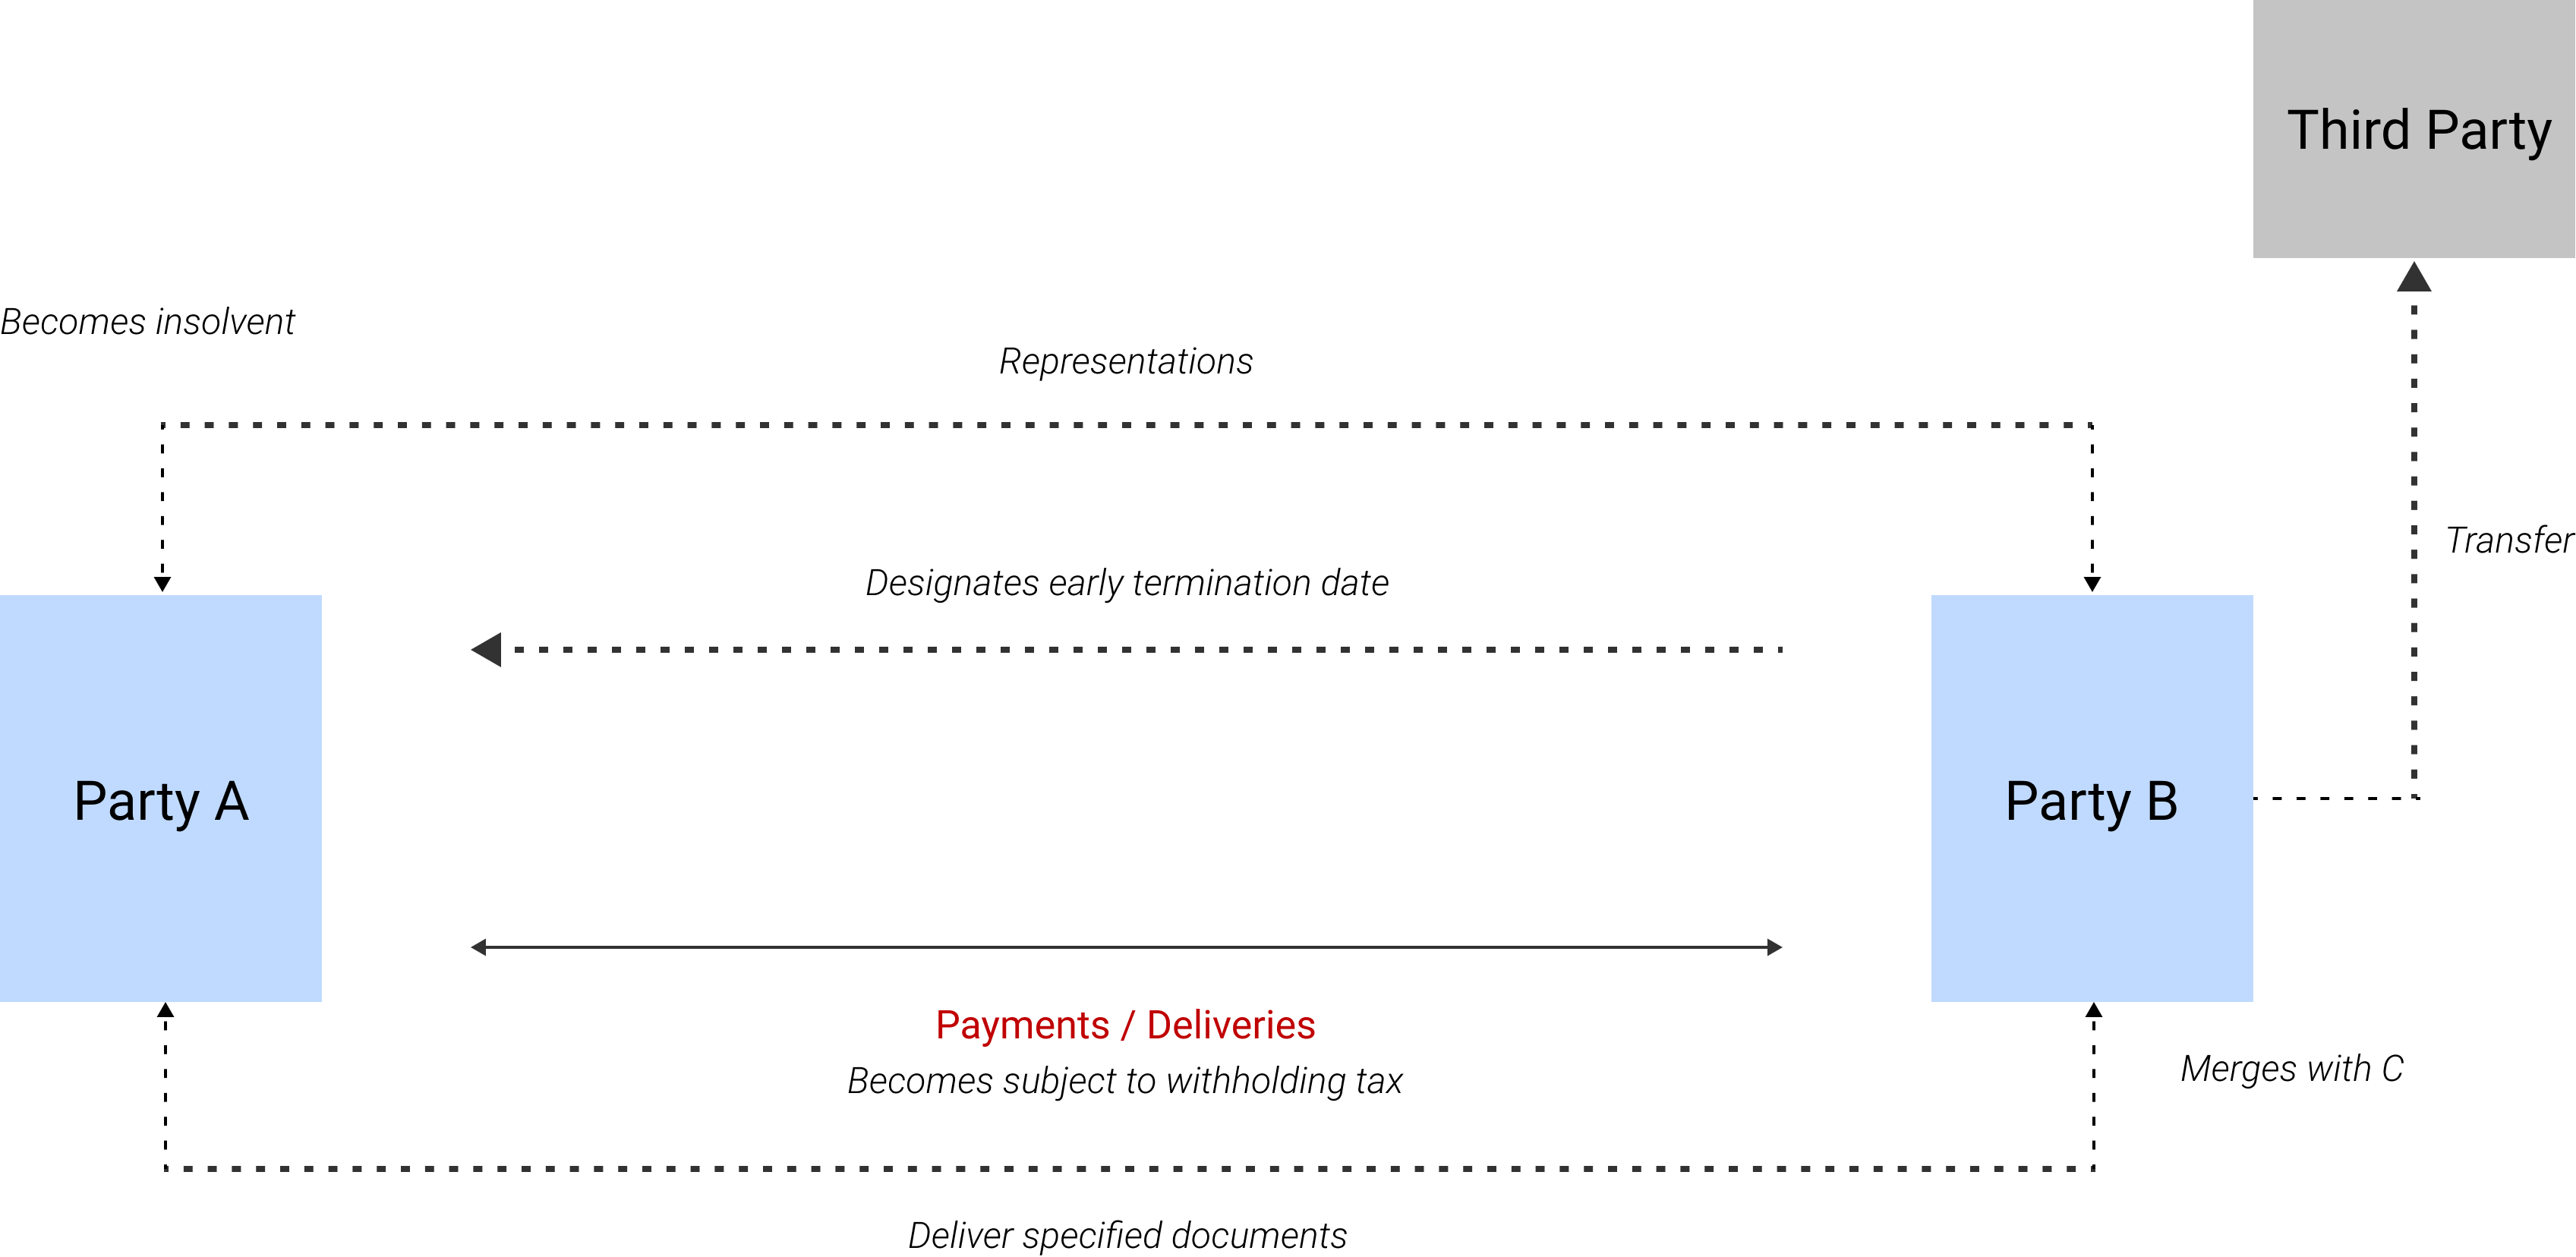 Third Party
Becomes insolvent
Representations
Transfer
Designates early termination date
Party A
Party B
Payments / Deliveries
Becomes subject to withholding tax
Merges with C
Deliver specified documents